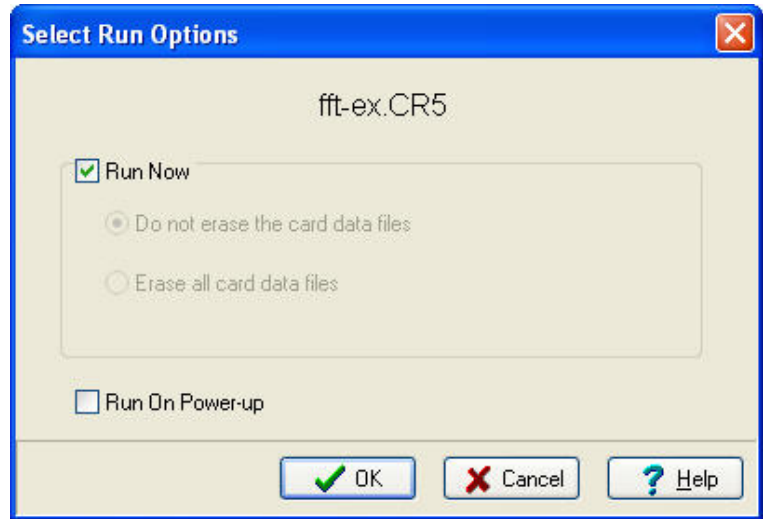 Select Run Options
fft-ex.CR5
Run Now
Do not erase the card data files
Erase all card data files
Run On Power-up
OK Cancel Help